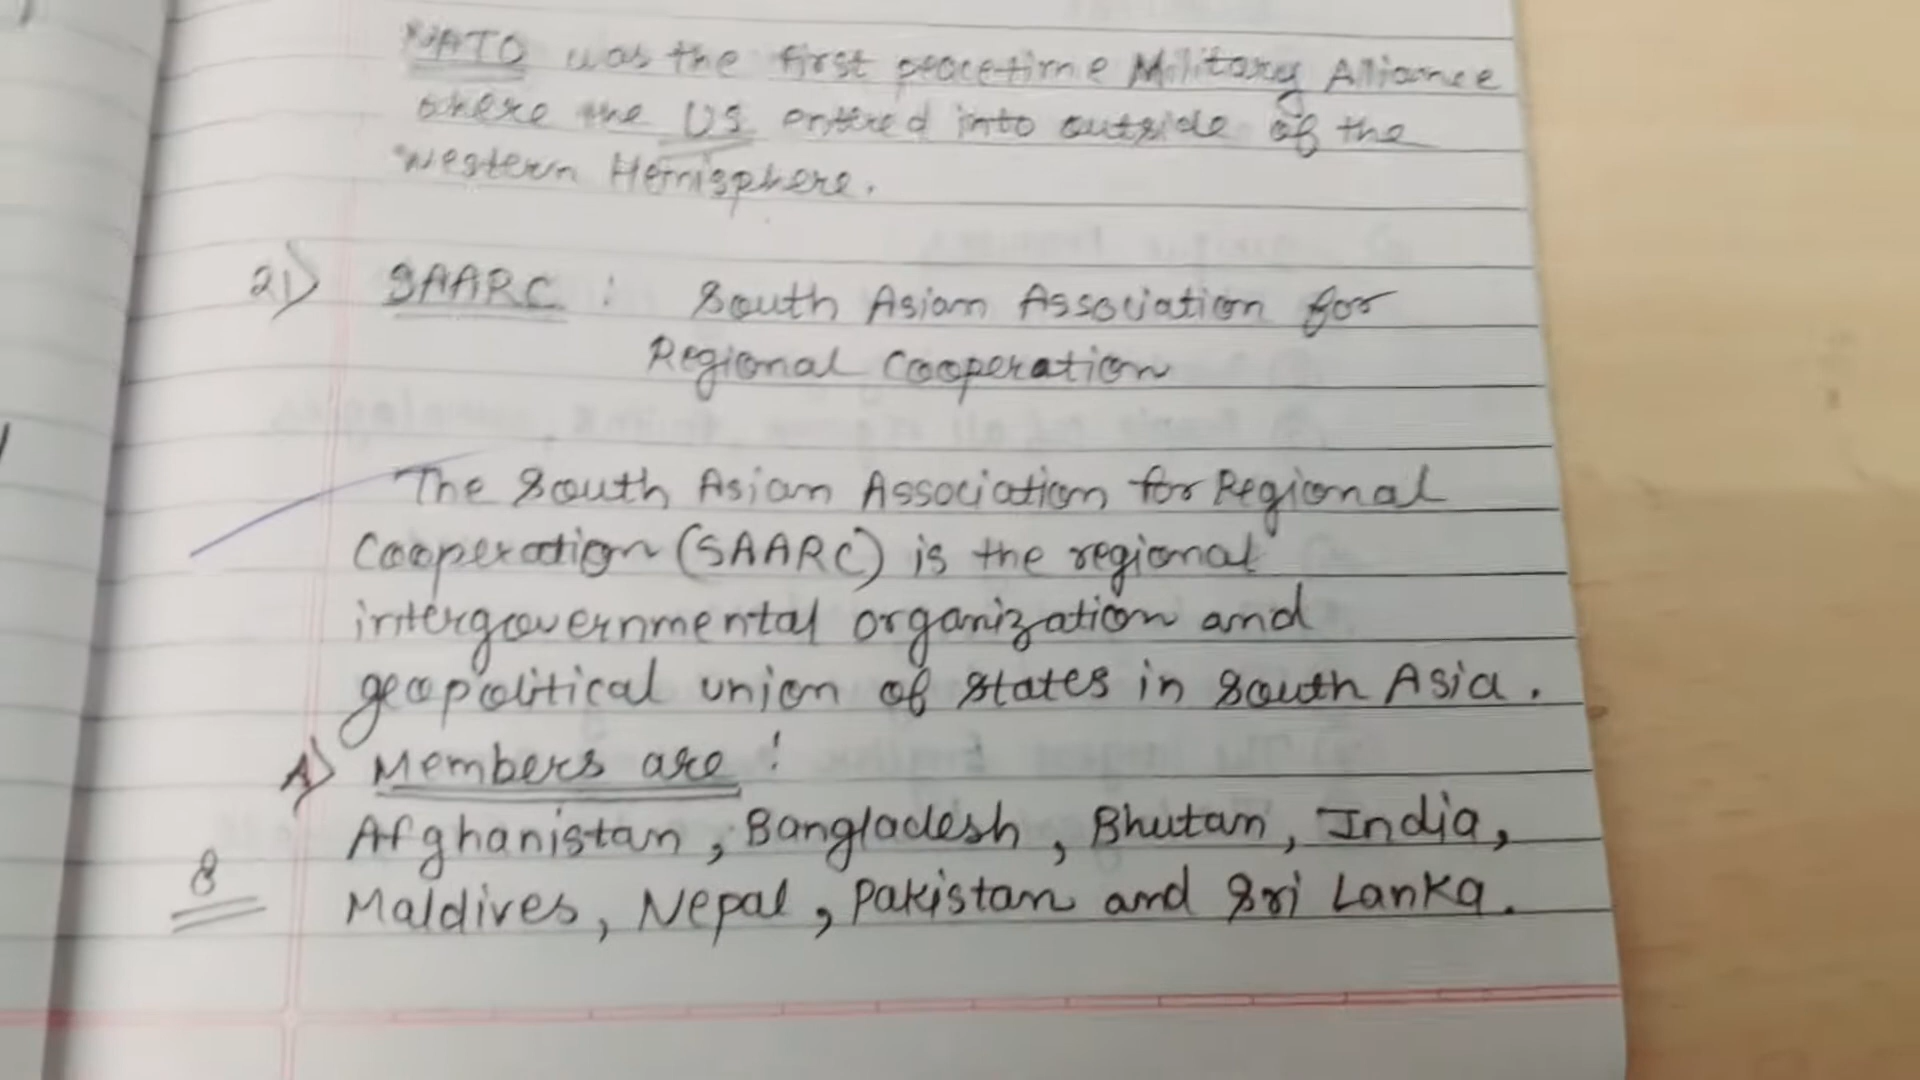 NATO was the first peacetime Military Alliance
where the US entered into outside of the
Western Hemisphere.
21) SAARC : South Asian Association for
Regional Cooperation
The South Asian Association for Regional
Cooperation (SAARC) is the regional
intergovernmental organization and
geopolitical union of states in South Asia.
A) Members are :
Afghanistan, Bangladesh, Bhutan, India,
8 Maldives, Nepal, Pakistan and Sri Lanka.